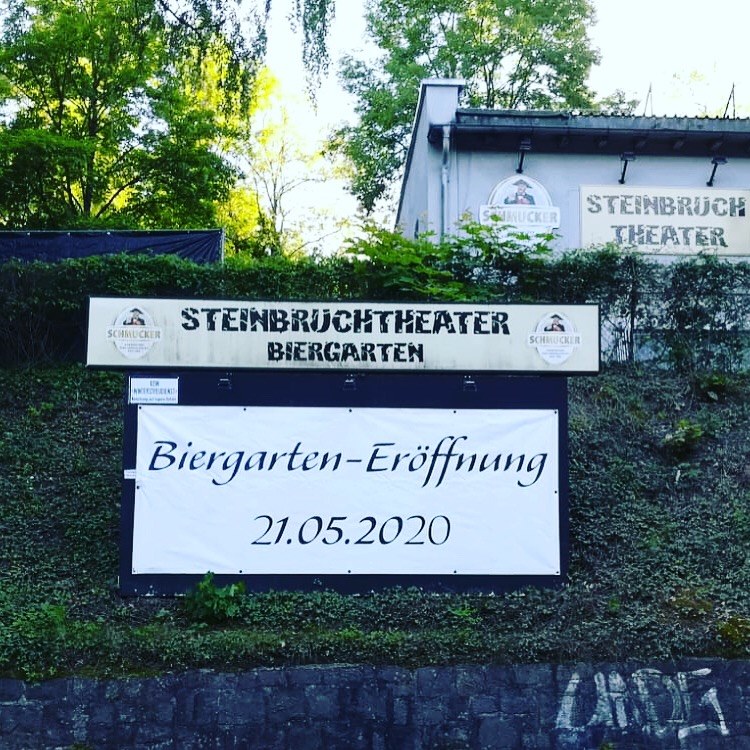 SCHMUCKER
STEINBRUCH
THEATER
SCHMUCKER
STEINBRUCHTHEATER
BIERGARTEN
SCHMUCKER
Biergarten-Eröffnung
21.05.2020